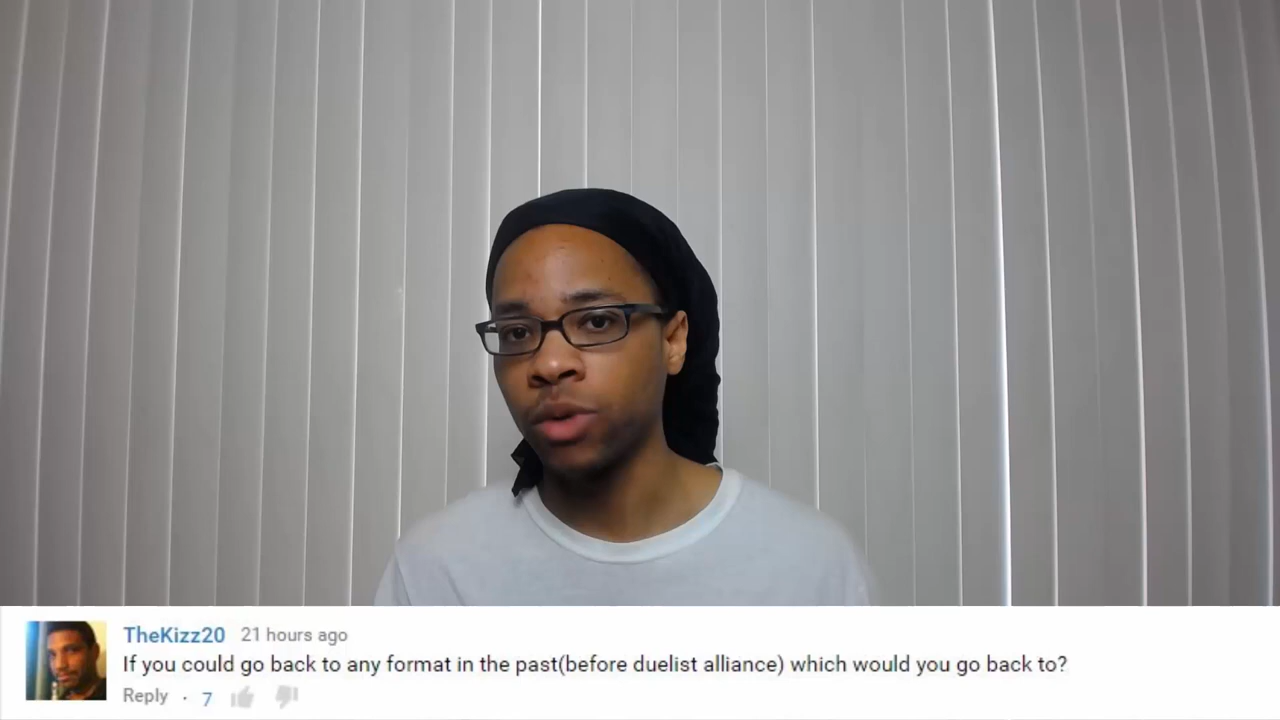 TheKizz20 21 hours ago
If you could go back to any format in the past(before duelist alliance) which would you go back to?
Reply · 7